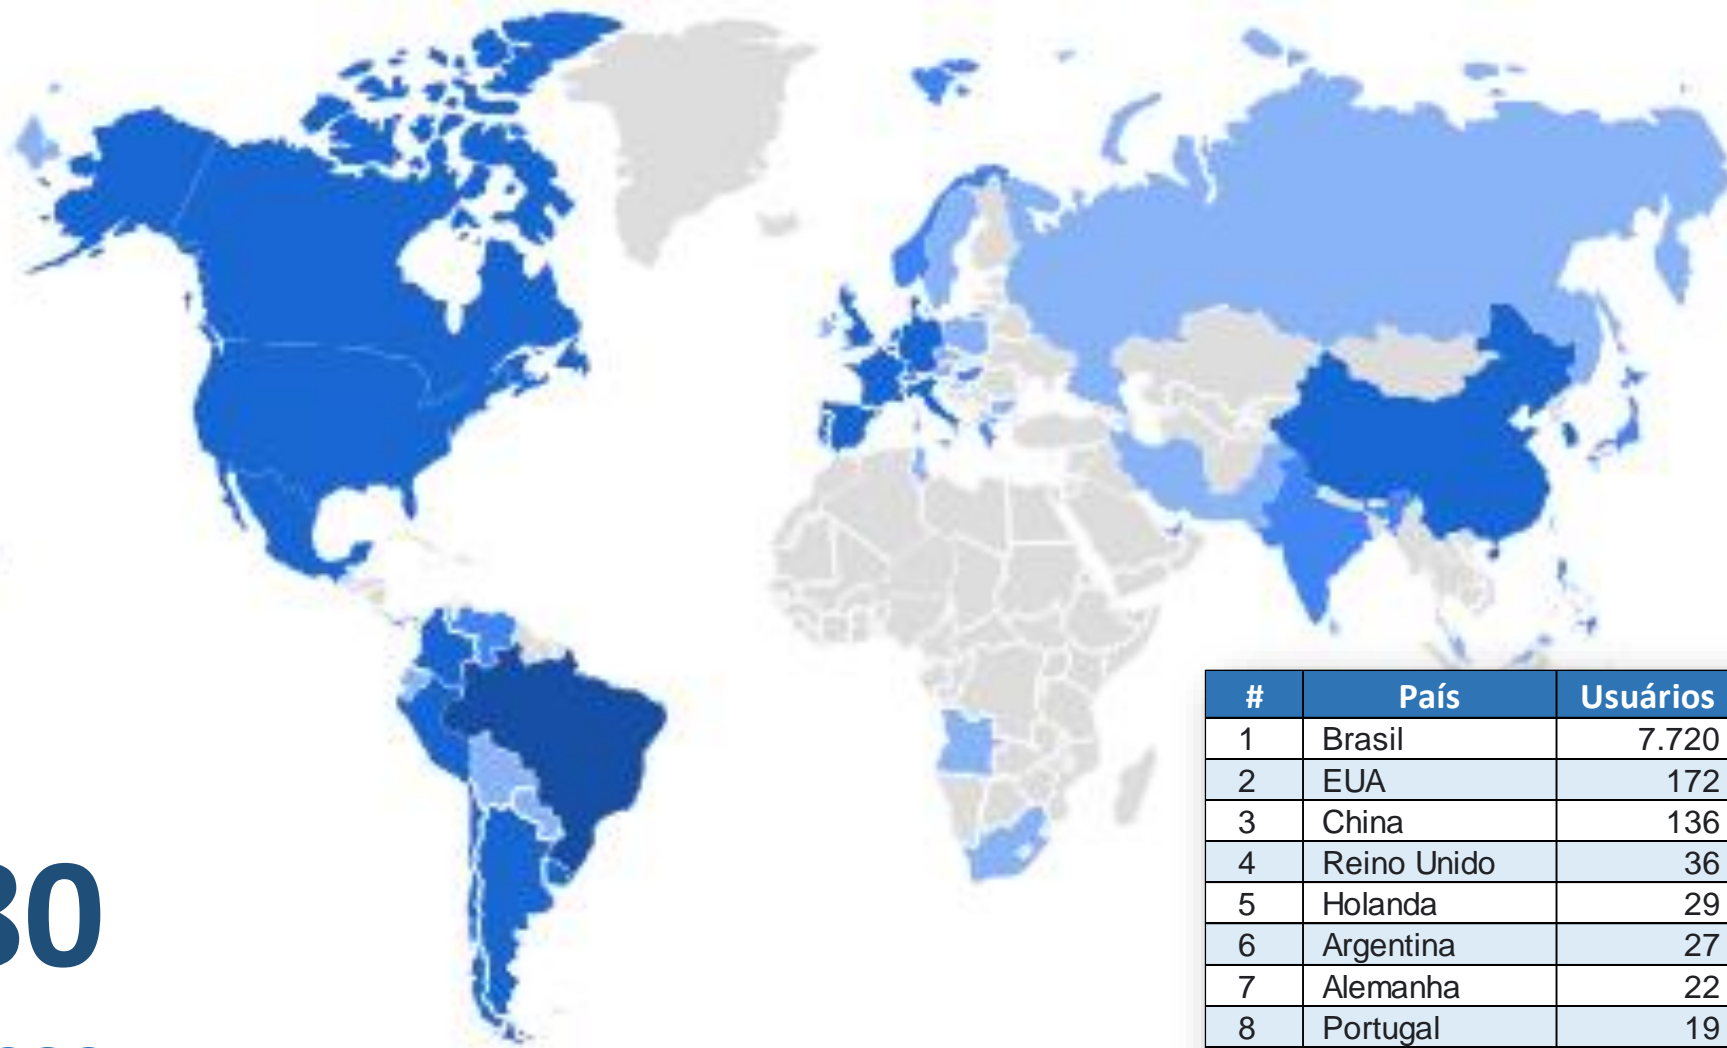 # País Usuários
1 Brasil 7.720
2 EUA 172
3 China 136
4 Reino Unido 36
5 Holanda 29
6 Argentina 27
7 Alemanha 22
8 Portugal 19
30